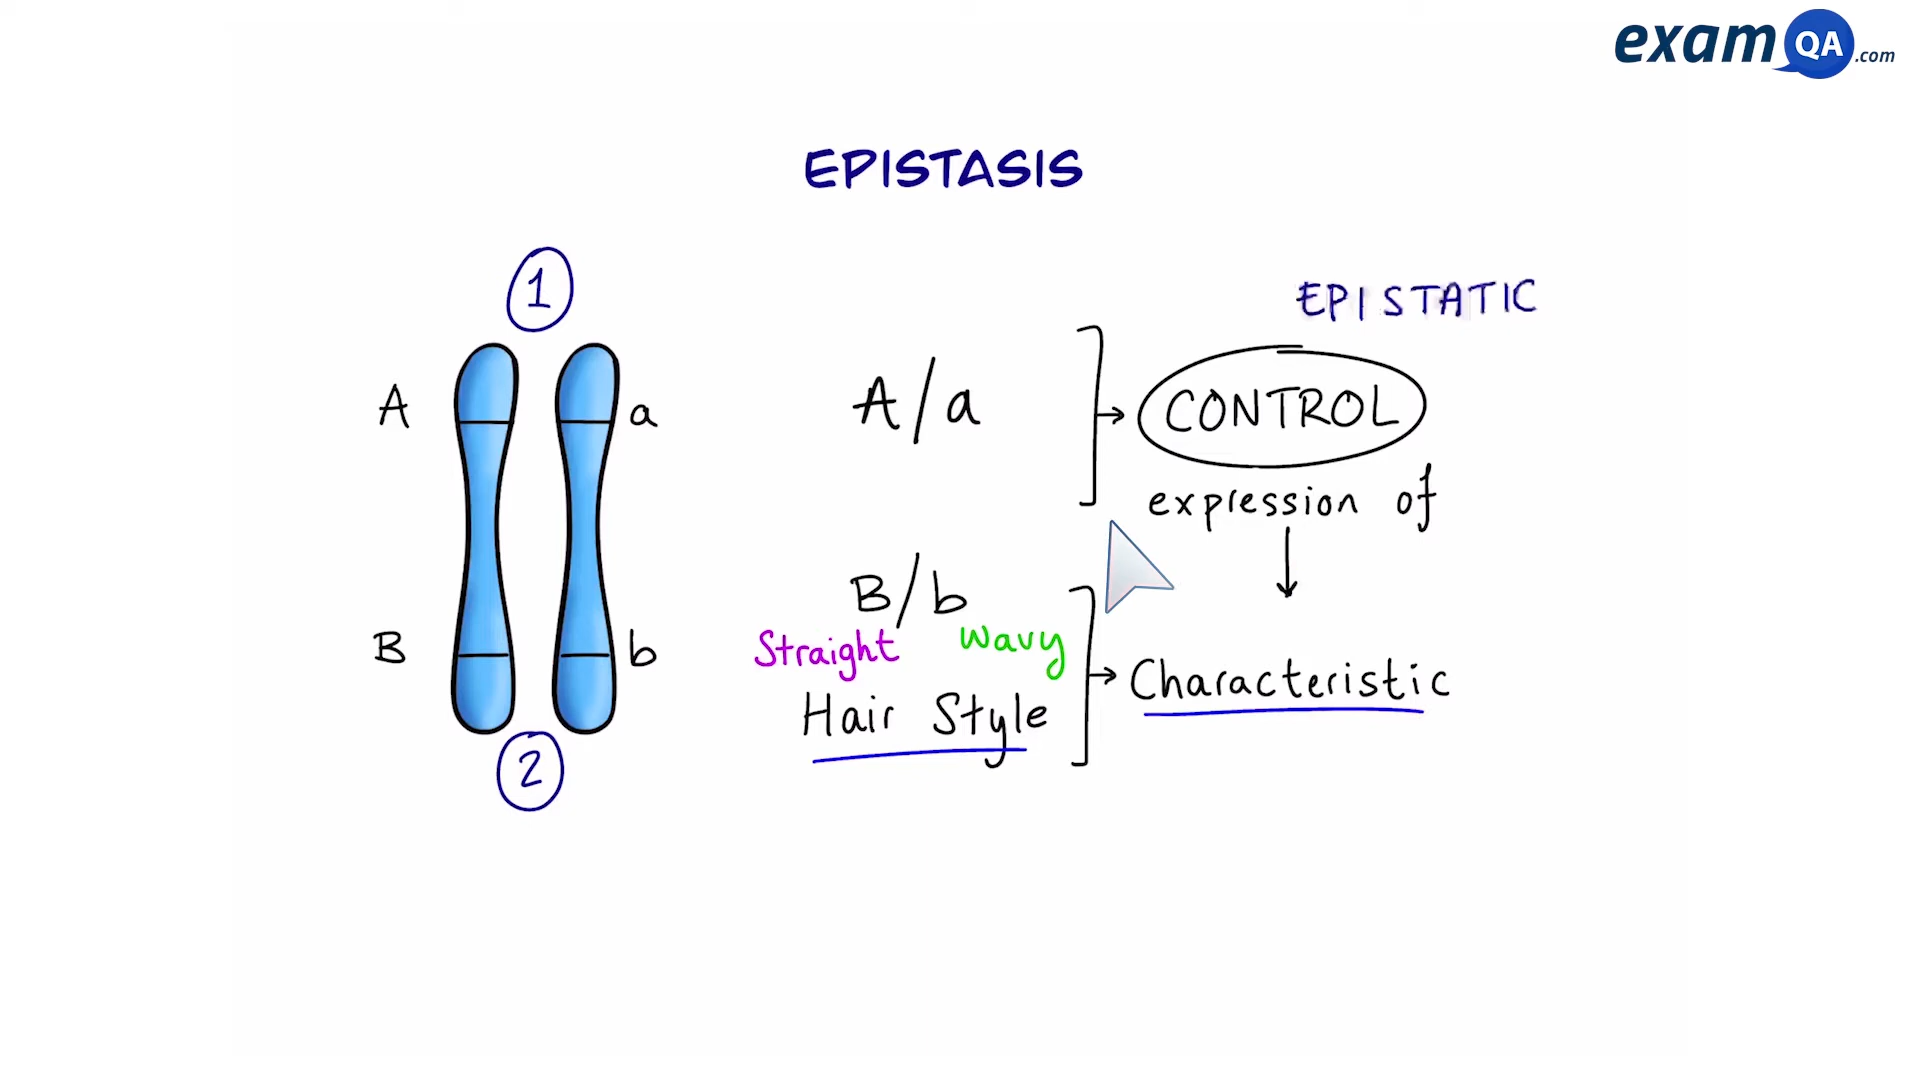 examQA.com
EPISTASIS
1
EPISTATIC
A
a
A/a
CONTROL
expression of
B
b
B/b
Straight
Wavy
Hair Style
Characteristic
2